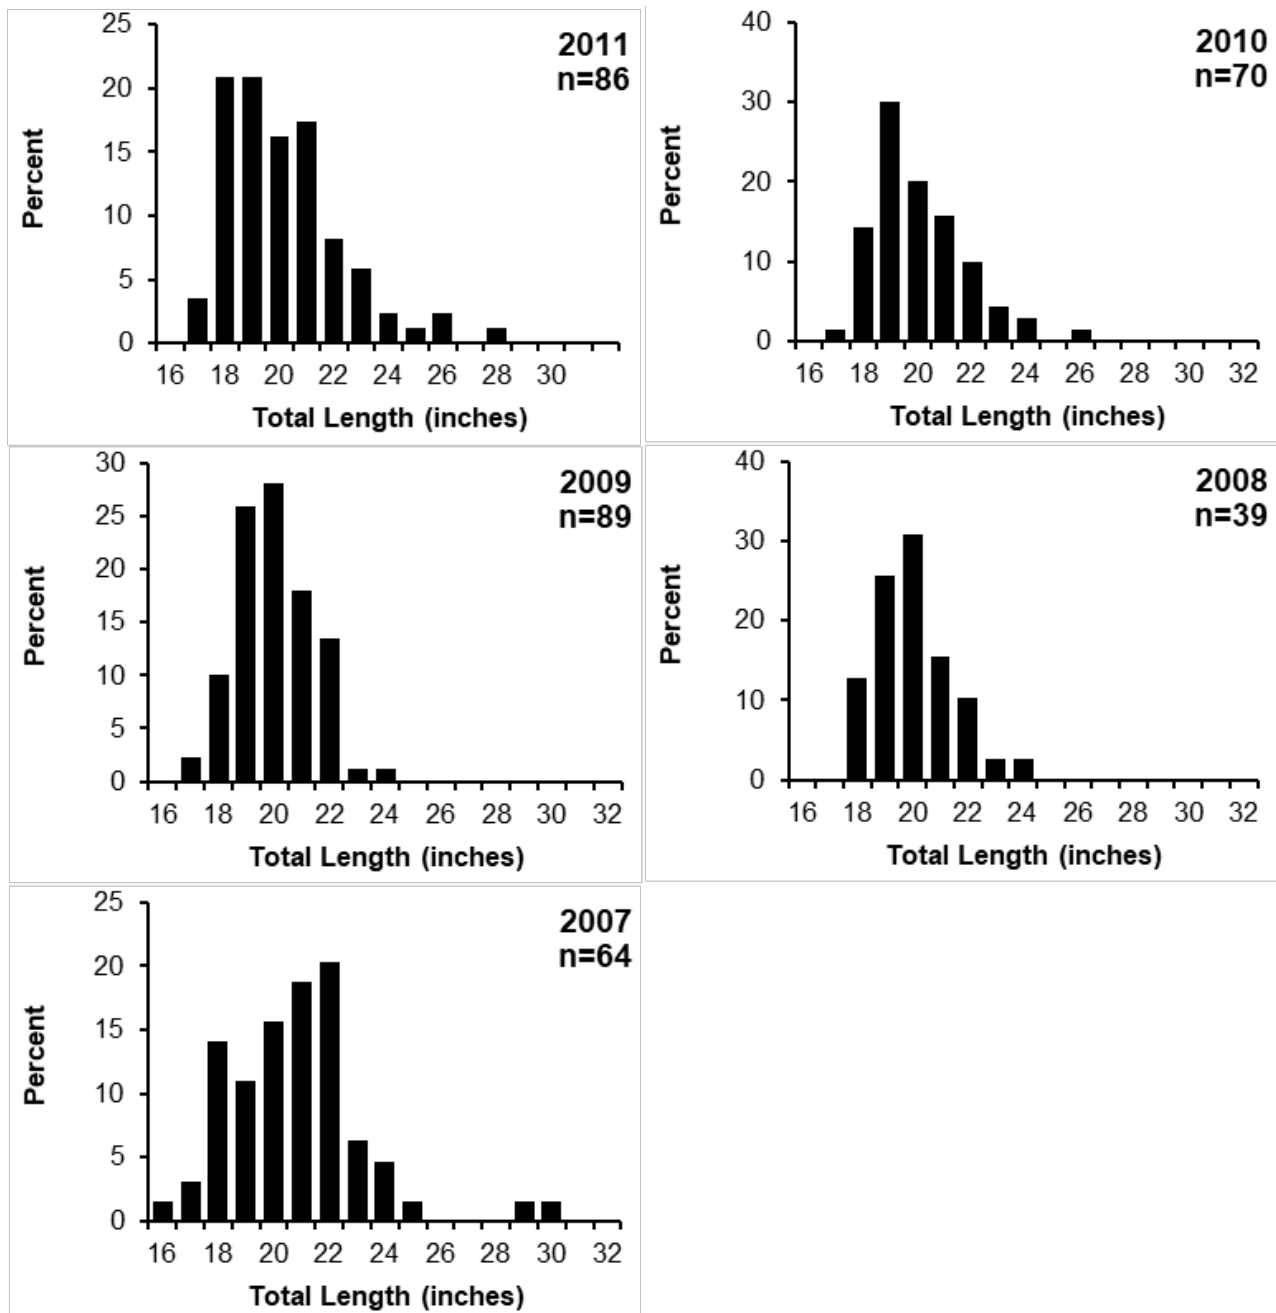 2011
n=86
25
20
15
10
5
0
Percent
16 18 20 22 24 26 28 30
Total Length (inches)
2010
n=70
40
30
20
10
0
Percent
16 18 20 22 24 26 28 30 32
Total Length (inches)
2009
n=89
30
25
20
15
10
5
0
Percent
16 18 20 22 24 26 28 30 32
Total Length (inches)
2008
n=39
40
30
20
10
0
Percent
16 18 20 22 24 26 28 30 32
Total Length (inches)
2007
n=64
25
20
15
10
5
0
Percent
16 18 20 22 24 26 28 30 32
Total Length (inches)